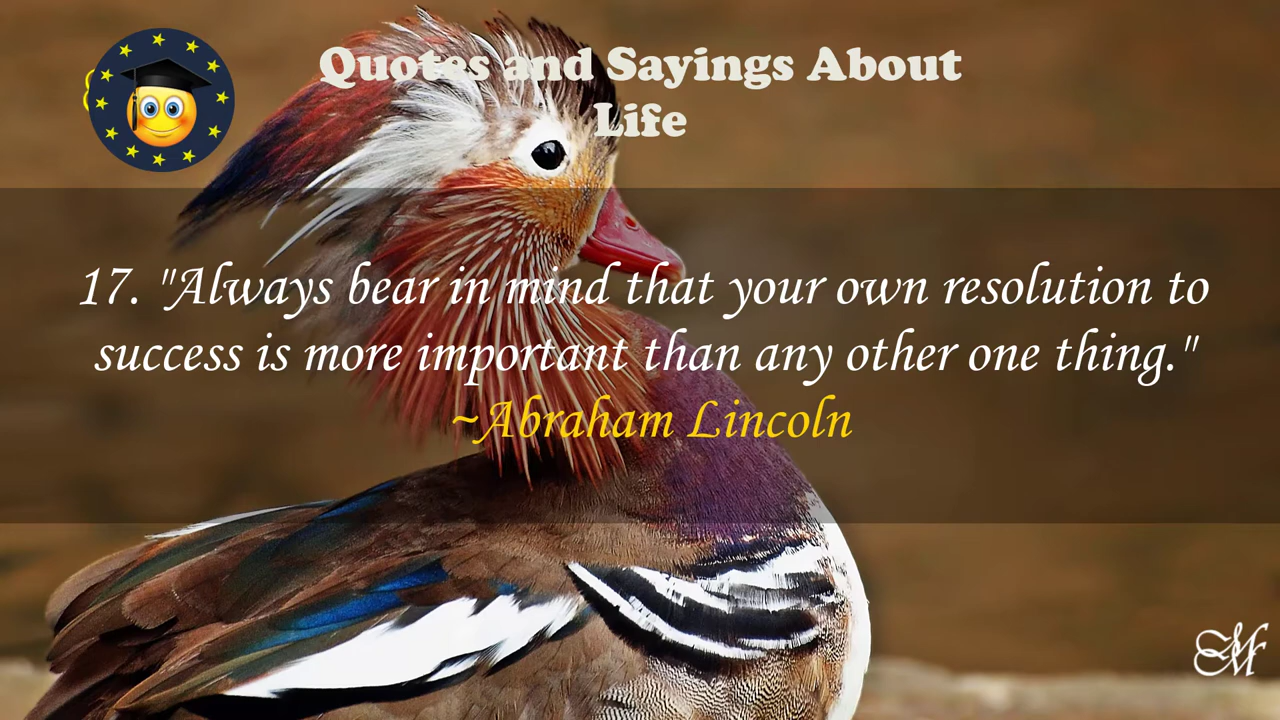 Quotes and Sayings About
Life
17. "Always bear in mind that your own resolution to
success is more important than any other one thing."
~Abraham Lincoln